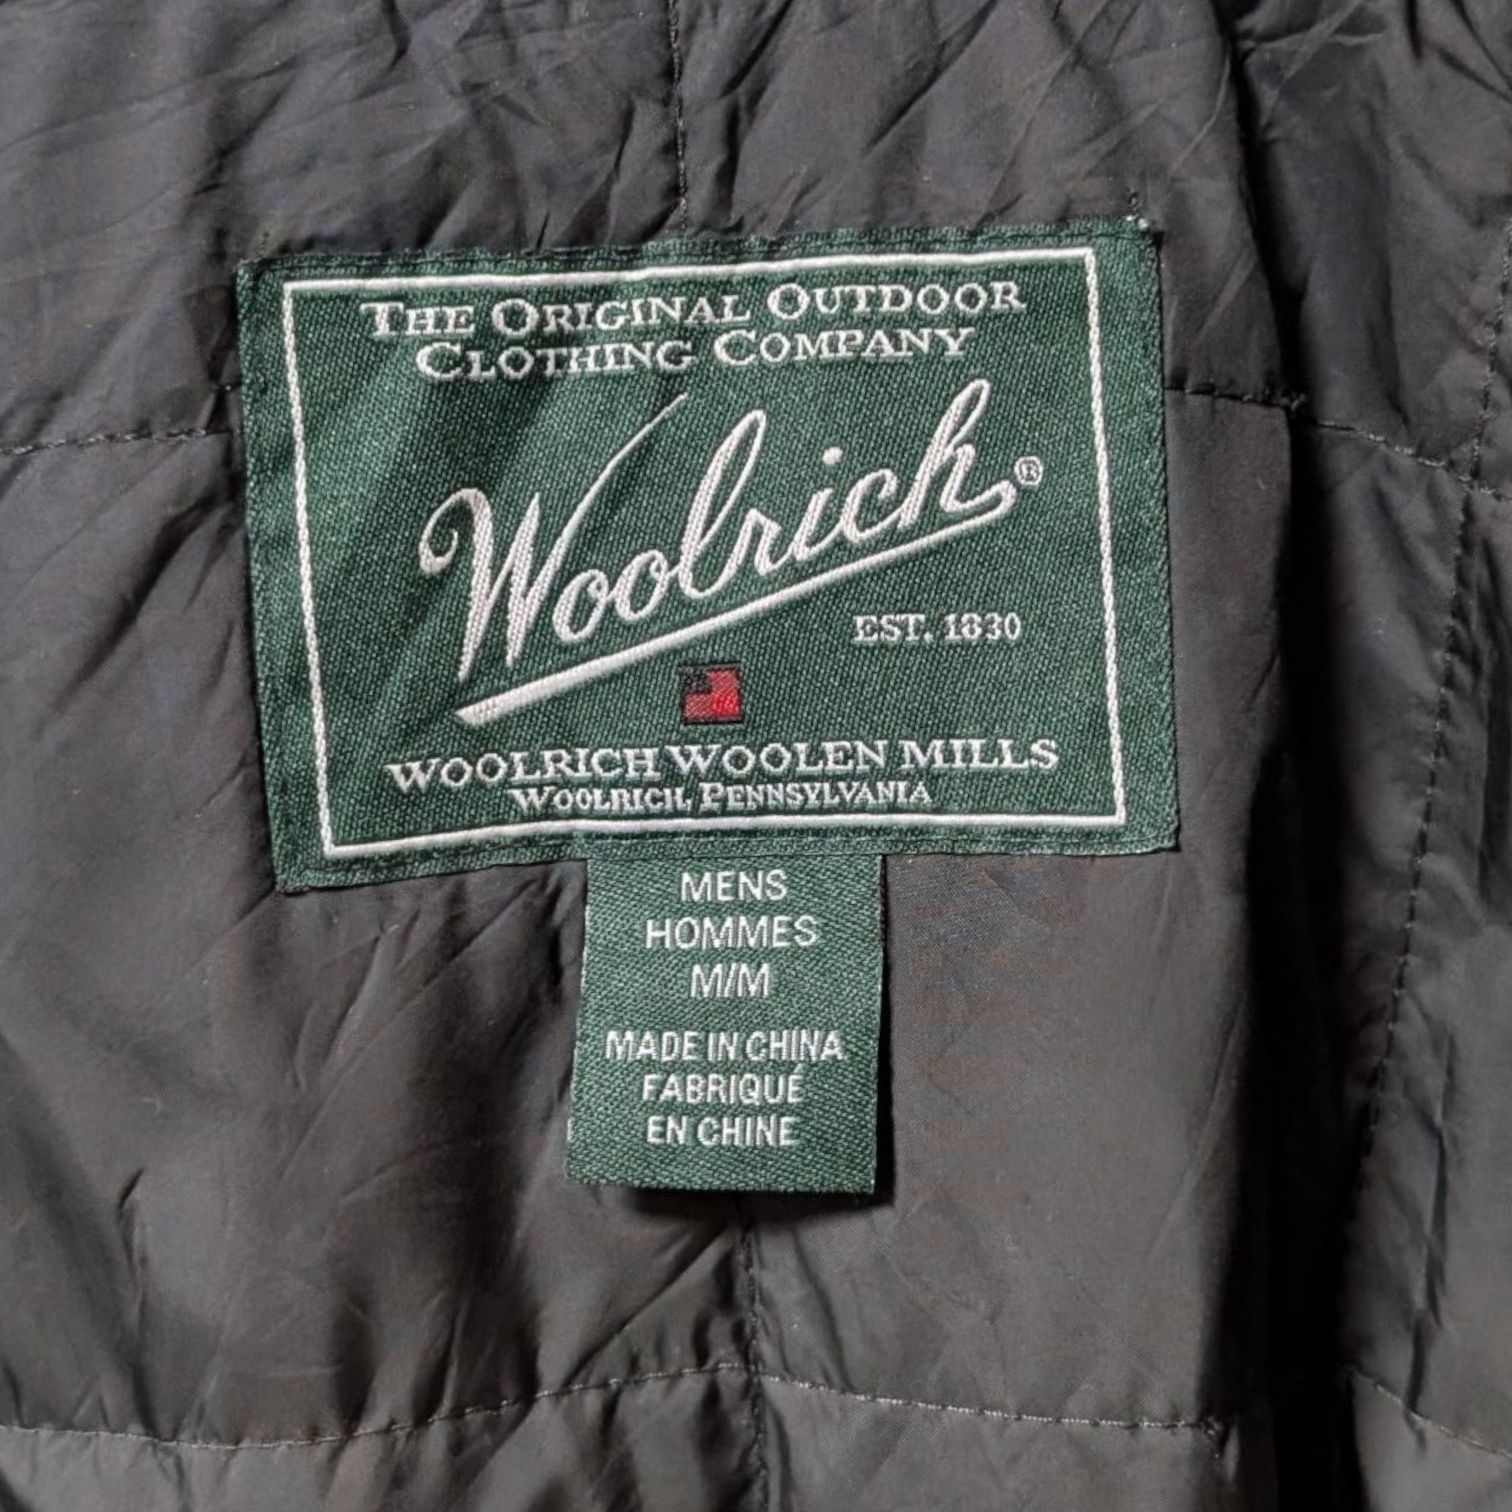 THE ORIGINAL OUTDOOR
CLOTHING COMPANY
Woolrich®
EST. 1830
WOOLRICH WOOLEN MILLS
WOOLRICH, PENNSYLVANIA
MENS
HOMMES
M/M
MADE IN CHINA
FABRIQUÉ
EN CHINE